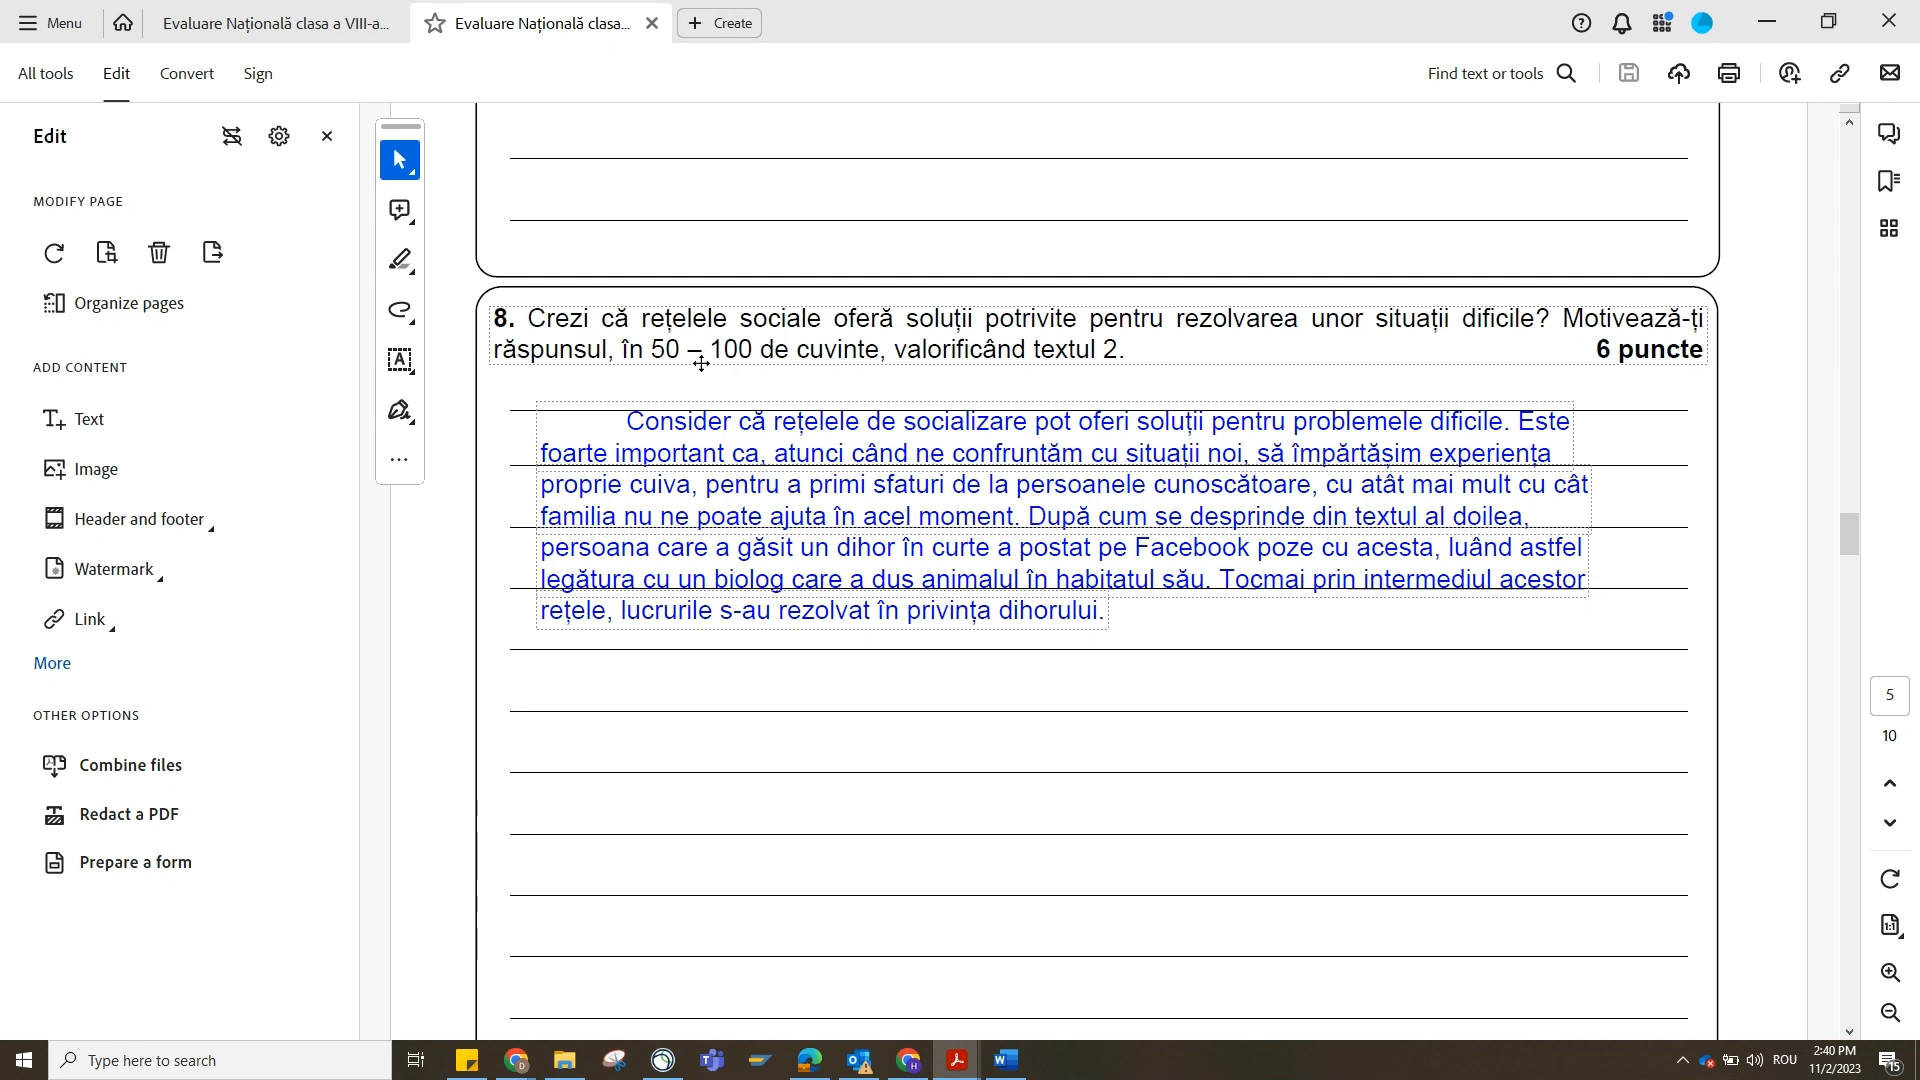 Menu
Evaluare Națională clasa a VIII-a...
Evaluare Națională clasa...
Create
All tools
Edit
Convert
Sign
Find text or tools
Edit
MODIFY PAGE
Organize pages
ADD CONTENT
Text
Image
Header and footer
Watermark
Link
More
OTHER OPTIONS
Combine files
Redact a PDF
Prepare a form
8. Crezi că rețelele sociale oferă soluții potrivite pentru rezolvarea unor situații dificile? Motivează-ți
răspunsul, în 50 – 100 de cuvinte, valorificând textul 2. 6 puncte
Consider că rețelele de socializare pot oferi soluții pentru problemele dificile. Este
foarte important ca, atunci când ne confruntăm cu situații noi, să împărtășim experiența
proprie cuiva, pentru a primi sfaturi de la persoanele cunoscătoare, cu atât mai mult cu cât
familia nu ne poate ajuta în acel moment. După cum se desprinde din textul al doilea,
persoana care a găsit un dihor în curte a postat pe Facebook poze cu acesta, luând astfel
legătura cu un biolog care a dus animalul în habitatul său. Tocmai prin intermediul acestor
rețele, lucrurile s-au rezolvat în privința dihorului.
5
10
Type here to search
ROU
2:40 PM
11/2/2023
15